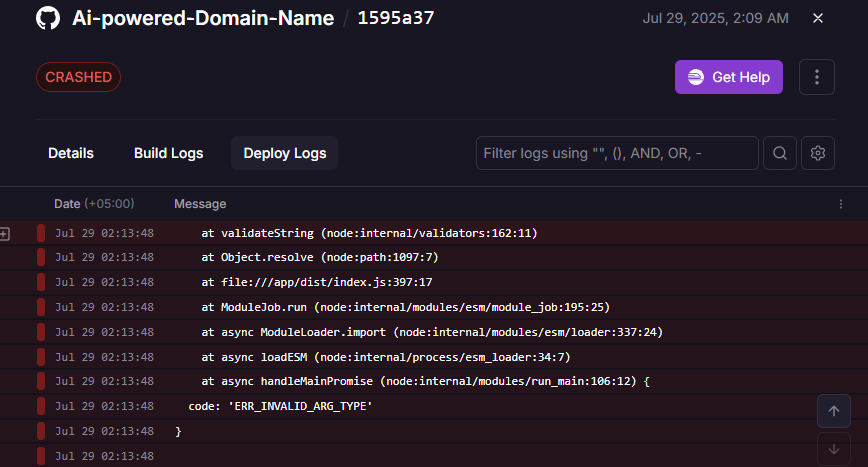 Ai-powered-Domain-Name / 1595a37 Jul 29, 2025, 2:09 AM
CRASHED Get Help
Details Build Logs Deploy Logs Filter logs using "", (), AND, OR, -
Date (+05:00) Message
Jul 29 02:13:48 at validateString (node:internal/validators:162:11)
Jul 29 02:13:48 at Object.resolve (node:path:1097:7)
Jul 29 02:13:48 at file:///app/dist/index.js:397:17
Jul 29 02:13:48 at ModuleJob.run (node:internal/modules/esm/module_job:195:25)
Jul 29 02:13:48 at async ModuleLoader.import (node:internal/modules/esm/loader:337:24)
Jul 29 02:13:48 at async loadESM (node:internal/process/esm_loader:34:7)
Jul 29 02:13:48 at async handleMainPromise (node:internal/modules/run_main:106:12) {
Jul 29 02:13:48 code: 'ERR_INVALID_ARG_TYPE'
Jul 29 02:13:48 }
Jul 29 02:13:48